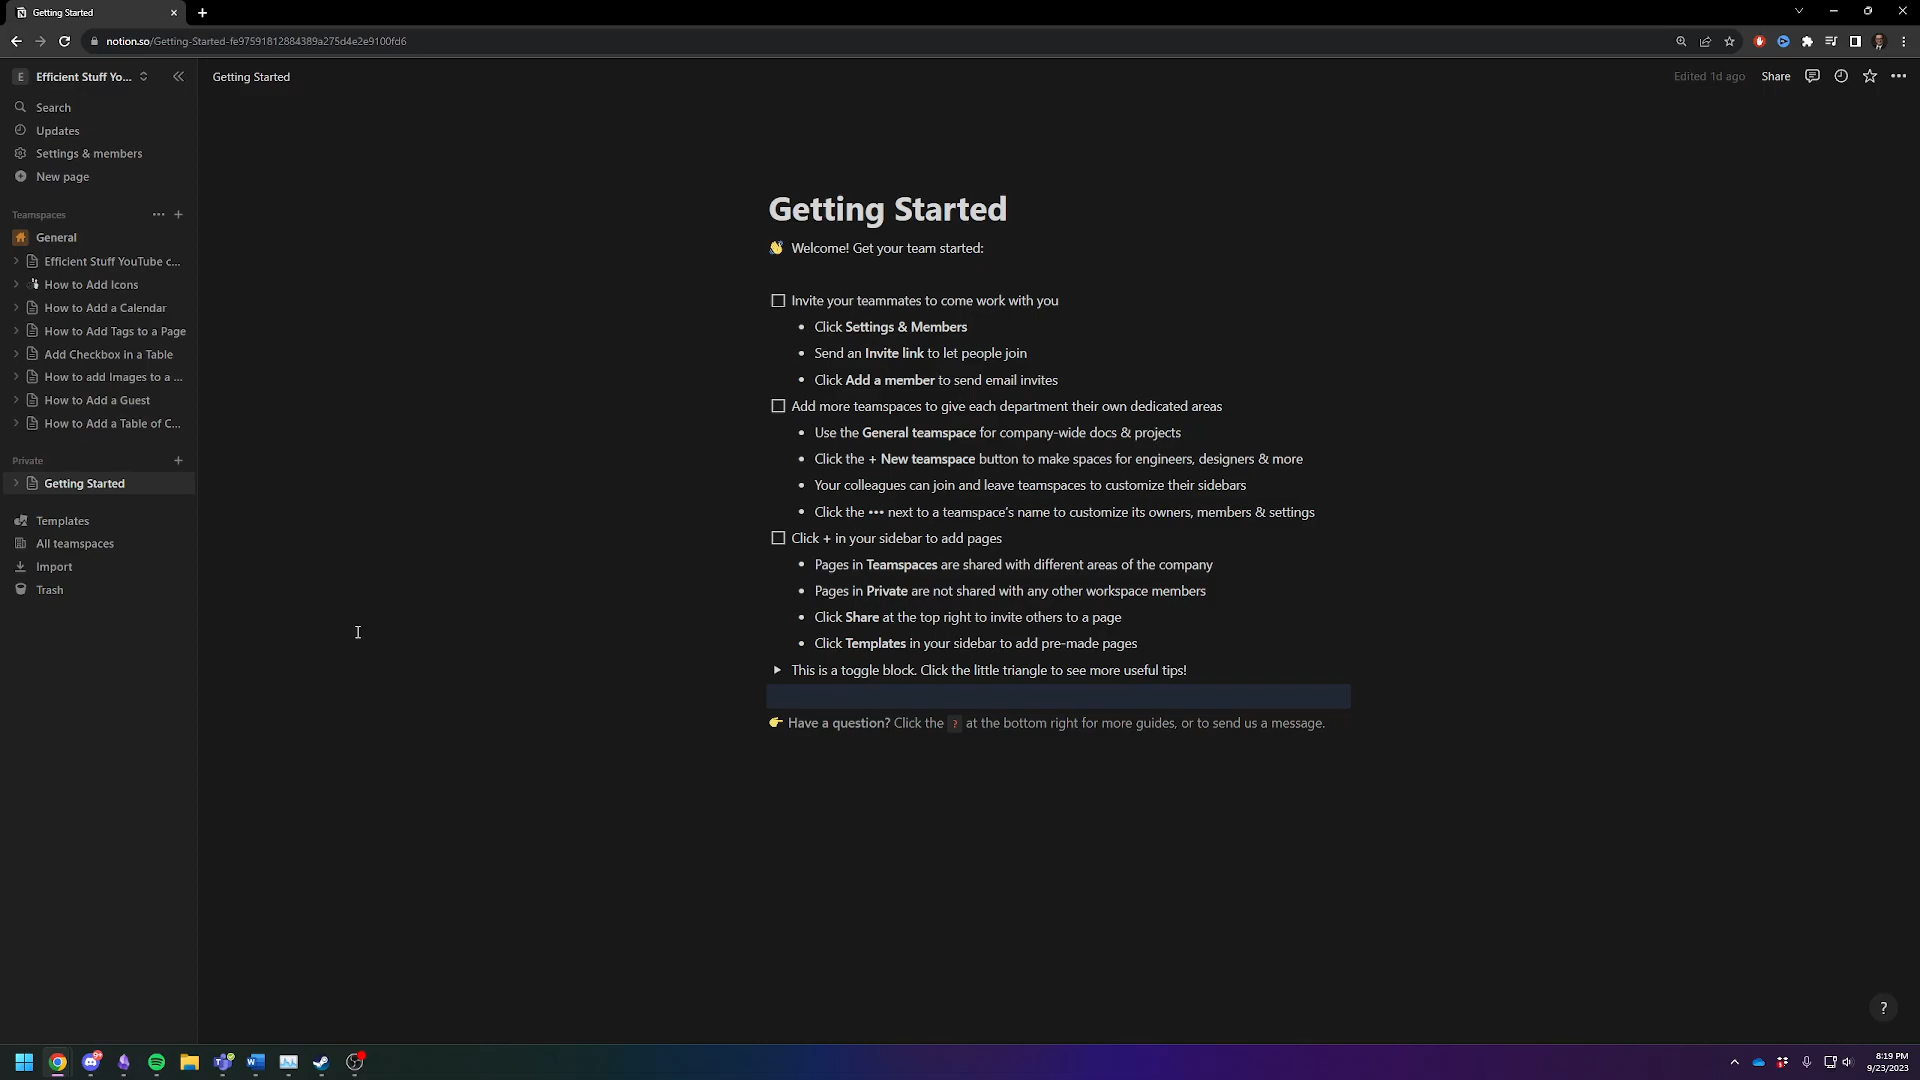 Getting Started
notion.so/Getting-Started-fe97591812884389a275d4e2e9100fd6
E Efficient Stuff Yo...
Getting Started
Edited 1d ago
Share
Search
Updates
Settings & members
New page
Teamspaces
General
Efficient Stuff YouTube c...
How to Add Icons
How to Add a Calendar
How to Add Tags to a Page
Add Checkbox in a Table
How to add Images to a ...
How to Add a Guest
How to Add a Table of C...
Private
Getting Started
Templates
All teamspaces
Import
Trash
Getting Started
👋 Welcome! Get your team started:
Invite your teammates to come work with you
• Click Settings & Members
• Send an Invite link to let people join
• Click Add a member to send email invites
Add more teamspaces to give each department their own dedicated areas
• Use the General teamspace for company-wide docs & projects
• Click the + New teamspace button to make spaces for engineers, designers & more
• Your colleagues can join and leave teamspaces to customize their sidebars
• Click the ••• next to a teamspace's name to customize its owners, members & settings
Click + in your sidebar to add pages
• Pages in Teamspaces are shared with different areas of the company
• Pages in Private are not shared with any other workspace members
• Click Share at the top right to invite others to a page
• Click Templates in your sidebar to add pre-made pages
This is a toggle block. Click the little triangle to see more useful tips!
👉 Have a question? Click the ? at the bottom right for more guides, or to send us a message.
?
8:19 PM
9/23/2023